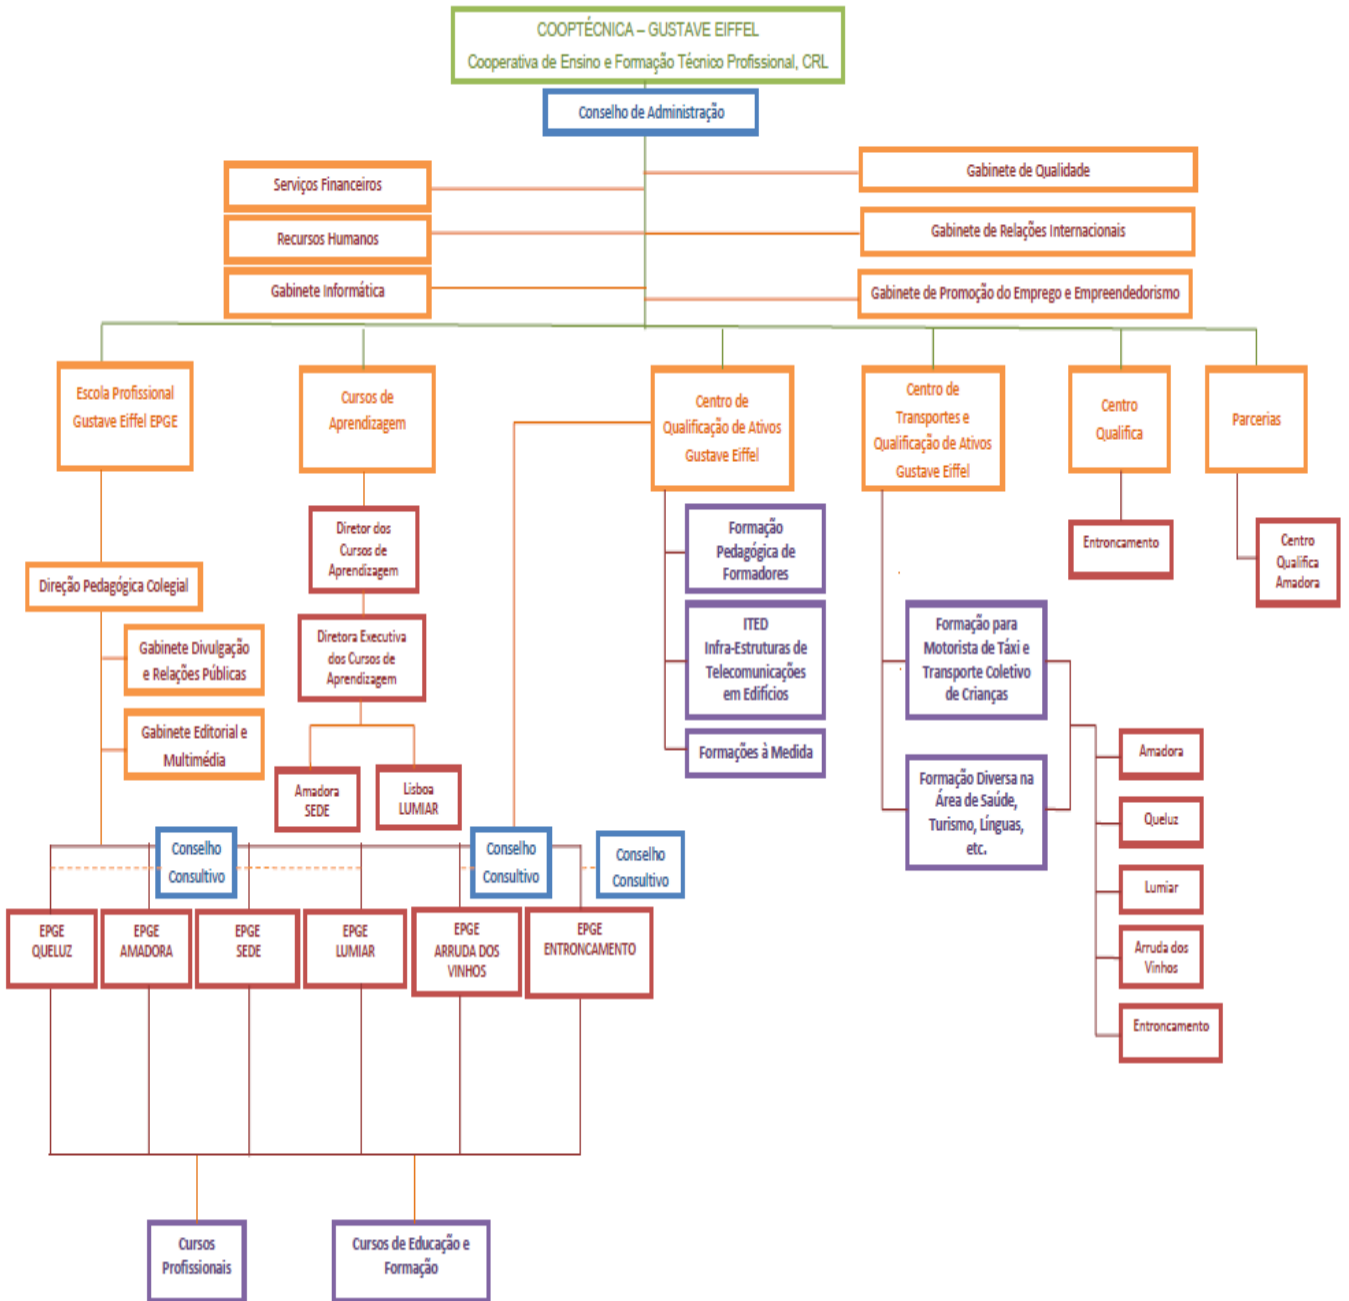 COOPTÉCNICA – GUSTAVE EIFFEL
Cooperativa de Ensino e Formação Técnico Profissional, CRL
Conselho de Administração
Serviços Financeiros
Gabinete de Qualidade
Recursos Humanos
Gabinete de Relações Internacionais
Gabinete Informática
Gabinete de Promoção do Emprego e Empreendedorismo
Escola Profissional
Gustave Eiffel EPGE
Cursos de
Aprendizagem
Centro de
Qualificação de Ativos
Gustave Eiffel
Centro de
Transportes e
Qualificação de Ativos
Gustave Eiffel
Centro
Qualifica
Parcerias
Direção Pedagógica Colegial
Gabinete Divulgação
e Relações Públicas
Gabinete Editorial e
Multimédia
Diretor dos
Cursos de
Aprendizagem
Diretora Executiva
dos Cursos de
Aprendizagem
Amadora
SEDE
Lisboa
LUMIAR
Formação
Pedagógica de
Formadores
ITED
Infra-Estruturas de
Telecomunicações
em Edifícios
Formações à Medida
Formação para
Motorista de Táxi e
Transporte Coletivo
de Crianças
Formação Diversa na
Área de Saúde,
Turismo, Línguas,
etc.
Entroncamento
Centro
Qualifica
Amadora
Amadora
Queluz
Lumiar
Arruda dos
Vinhos
Entroncamento
Conselho
Consultivo
Conselho
Consultivo
Conselho
Consultivo
EPGE
QUELUZ
EPGE
AMADORA
EPGE
SEDE
EPGE
LUMIAR
EPGE
ARRUDA DOS
VINHOS
EPGE
ENTRONCAMENTO
Cursos
Profissionais
Cursos de Educação e
Formação